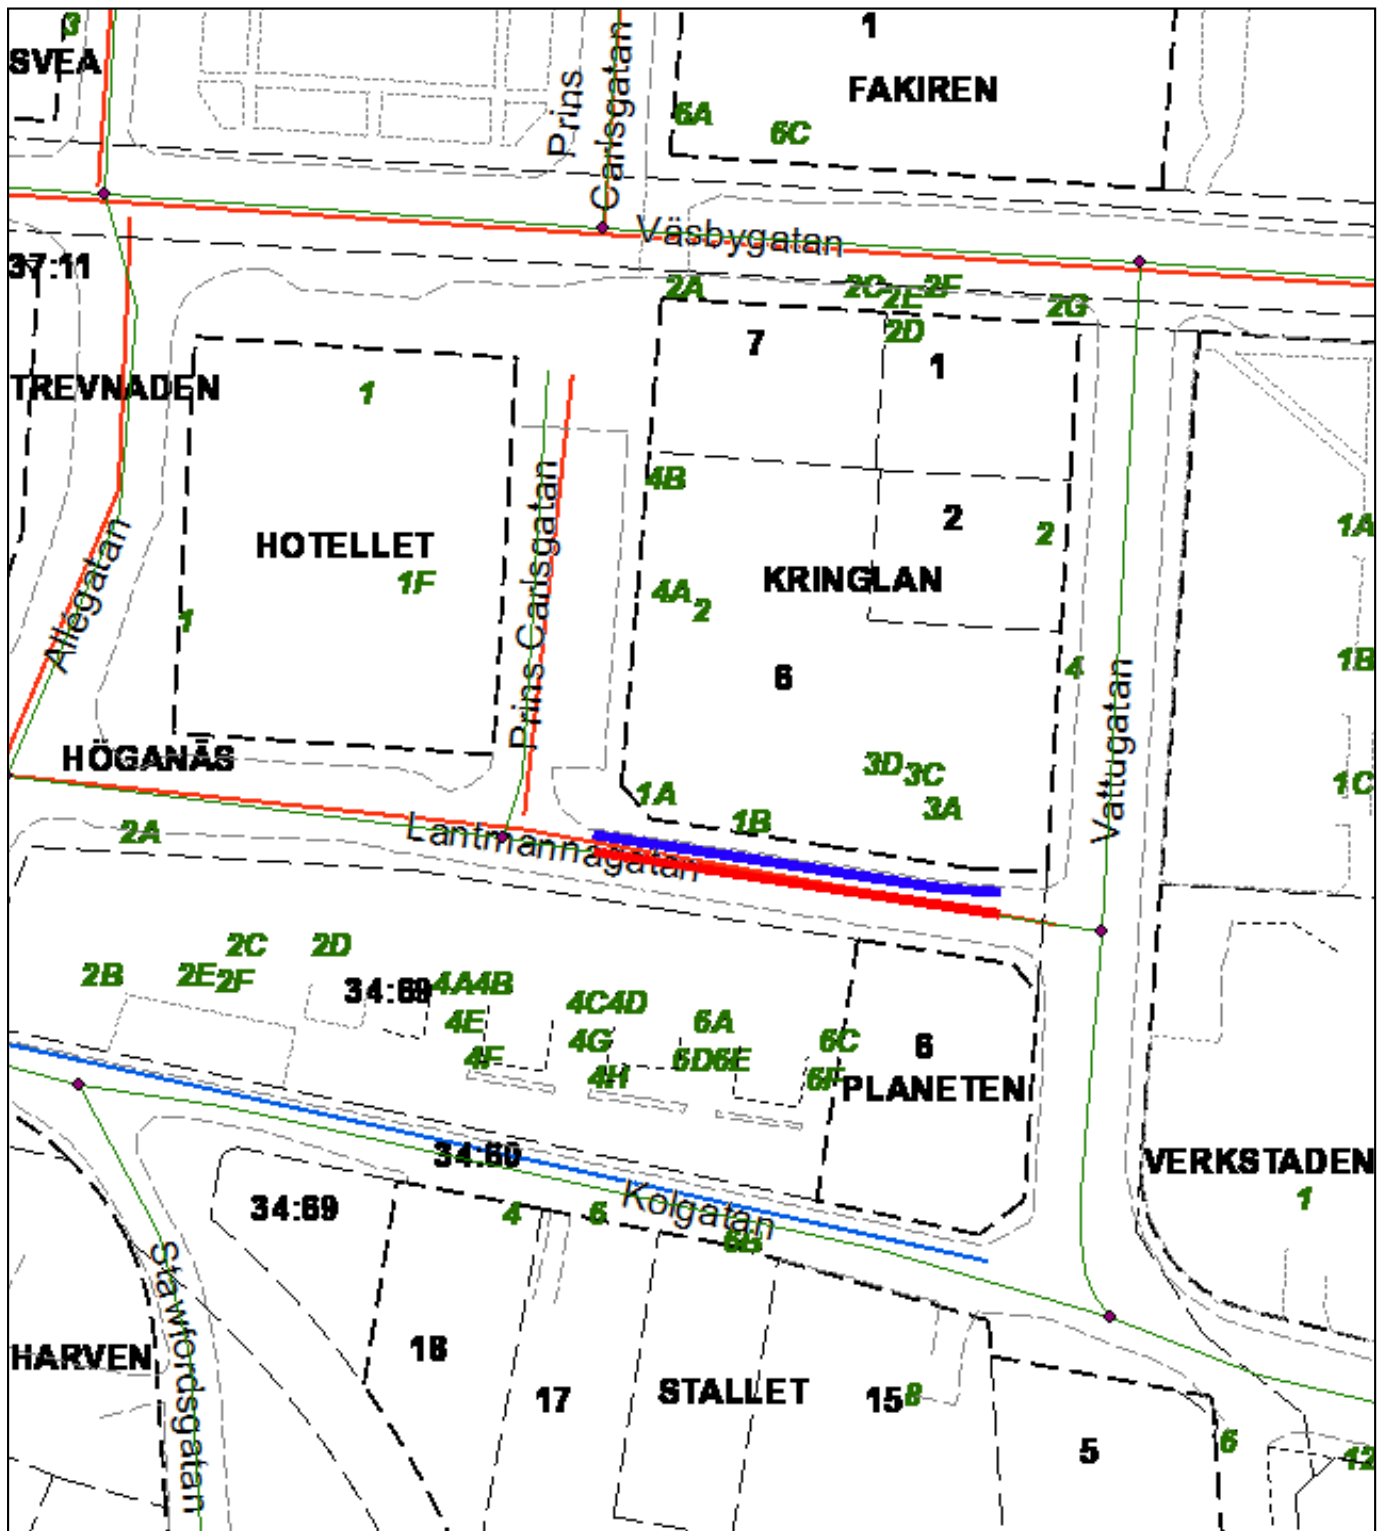 3
1
SVEA
FAKIREN
Prins
Carlsgatan
6A
6C
Väsbygatan
37:11
2A
2C
2E
2F
2G
2D
7
1
TREVNADEN
1
4B
2
2
1A
HOTELLET
1F
KRINGLAN
4A
2
1
Allégatan
Prins Carlsgatan
6
4
1B
Vattugatan
HÖGANÄS
3D
3C
1A
3A
1C
1B
2A
Lantmannagatan
2C
2D
2B
2E
2F
34:69
4A
4B
4C
4D
4E
6A
4G
6C
6
4F
6D
6E
4H
6F
PLANETEN
34:60
VERKSTADEN
1
34:69
Kolgatan
4
6
6B
Stawfordsgatan
HARVEN
18
17
STALLET
15
8
5
6
12